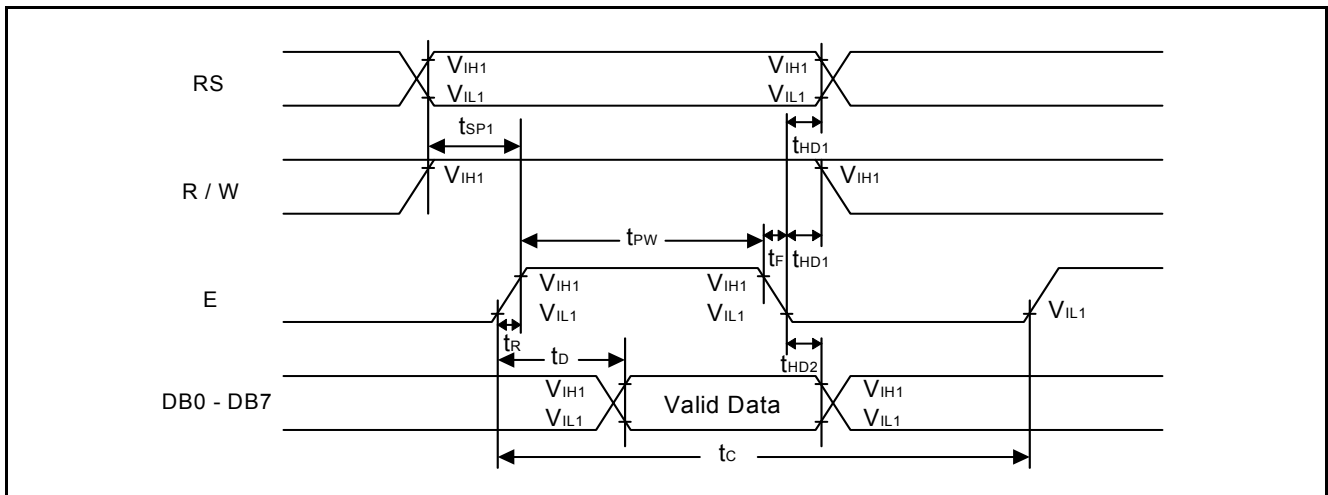 RS
VIH1
VIL1
VIH1
VIL1
tSP1
tHD1
R / W
VIH1
VIH1
tPW
tF
tHD1
E
VIH1
VIL1
VIH1
VIL1
VIL1
tR
tD
tHD2
DB0 - DB7
VIH1
VIL1
Valid Data
VIH1
VIL1
tC